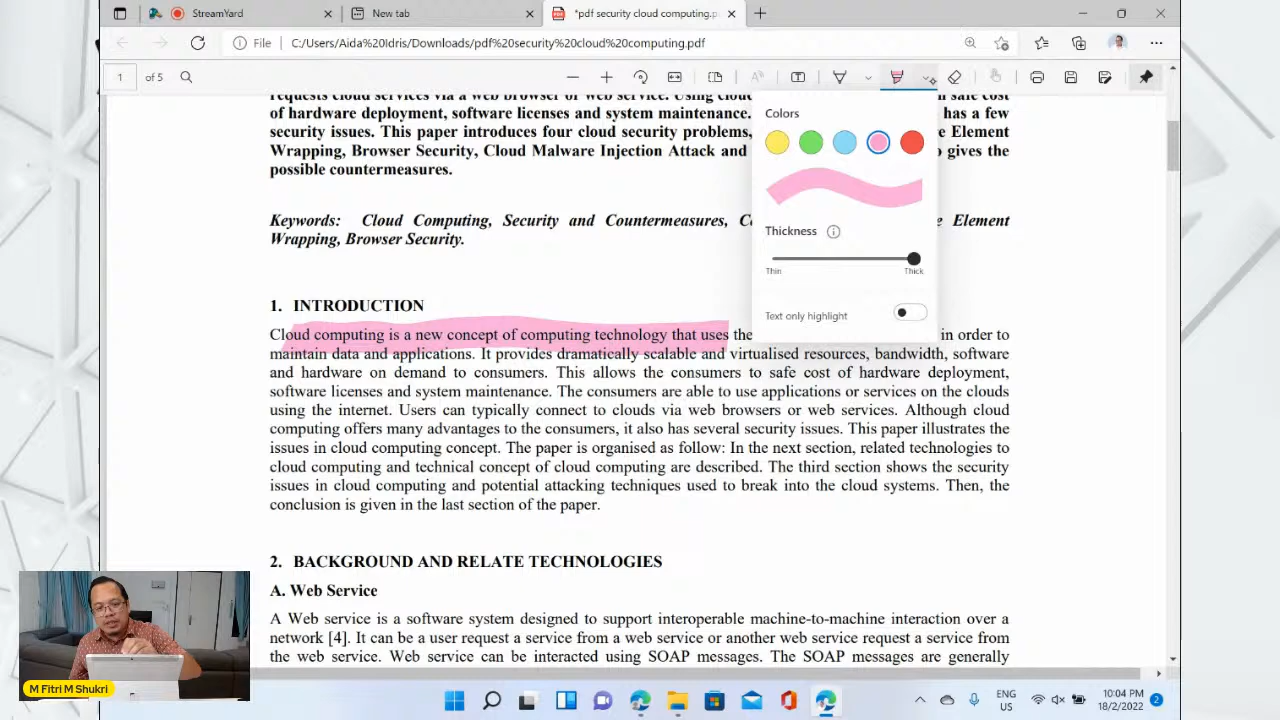 StreamYard
New tab
*pdf security cloud computing.p
File C:/Users/Aida%20Idris/Downloads/pdf%20security%20cloud%20computing.pdf
1 of 5
requests cloud services via a web browser or web service. Using cloud safe cost
of hardware deployment, software licenses and system maintenance. has a few
security issues. This paper introduces four cloud security problems, Element
Wrapping, Browser Security, Cloud Malware Injection Attack and gives the
possible countermeasures.
Keywords: Cloud Computing, Security and Countermeasures, Element
Wrapping, Browser Security.
Colors
Thickness
Thin Thick
Text only highlight
1. INTRODUCTION
Cloud computing is a new concept of computing technology that uses the in order to
maintain data and applications. It provides dramatically scalable and virtualised resources, bandwidth, software
and hardware on demand to consumers. This allows the consumers to safe cost of hardware deployment,
software licenses and system maintenance. The consumers are able to use applications or services on the clouds
using the internet. Users can typically connect to clouds via web browsers or web services. Although cloud
computing offers many advantages to the consumers, it also has several security issues. This paper illustrates the
issues in cloud computing concept. The paper is organised as follow: In the next section, related technologies to
cloud computing and technical concept of cloud computing are described. The third section shows the security
issues in cloud computing and potential attacking techniques used to break into the cloud systems. Then, the
conclusion is given in the last section of the paper.
2. BACKGROUND AND RELATE TECHNOLOGIES
A. Web Service
A Web service is a software system designed to support interoperable machine-to-machine interaction over a
network [4]. It can be a user request a service from a web service or another web service request a service from
the web service. Web service can be interacted using SOAP messages. The SOAP messages are generally
M Fitri M Shukri
ENG
US
10:04 PM
18/2/2022
2